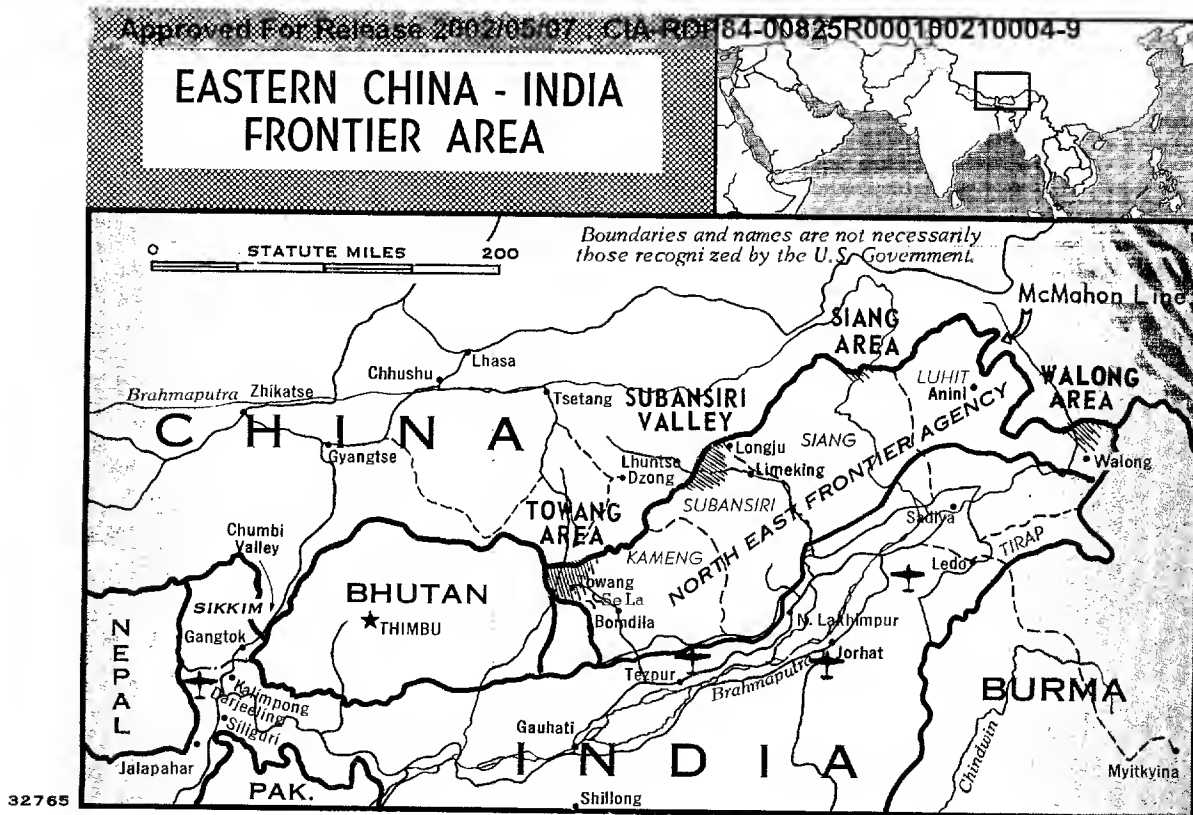 Approved For Release 2002/05/07 : CIA-RDP84-00825R000100210004-9
EASTERN CHINA - INDIA
FRONTIER AREA
0 STATUTE MILES 200
Boundaries and names are not necessarily
those recognized by the U.S. Government.
McMahon Line
SIANG
AREA
Lhasa
Chhushu
LUHIT
Anini
WALONG
AREA
Brahmaputra
Zhikatse
Tsetang
SUBANSIRI
VALLEY
CHINA
Gyangtse
Longju
SIANG
Limeking
Walong
Lhuntse
Dzong
NORTH EAST FRONTIER AGENCY
SUBANSIRI
TOWANG
AREA
Sadiya
Chumbi
Valley
KAMENG
TIRAP
Ledo
BHUTAN
Towang
Se La
Bomdila
SIKKIM
THIMBU
N. Lakhimpur
NEPAL
Gangtok
Jorhat
Tezpur
Brahmaputra
BURMA
Kalimpong
Darjeeling
Siliguri
Gauhati
INDIA
Chindwin
Jalapahar
Myitkyina
PAK.
Shillong
32765